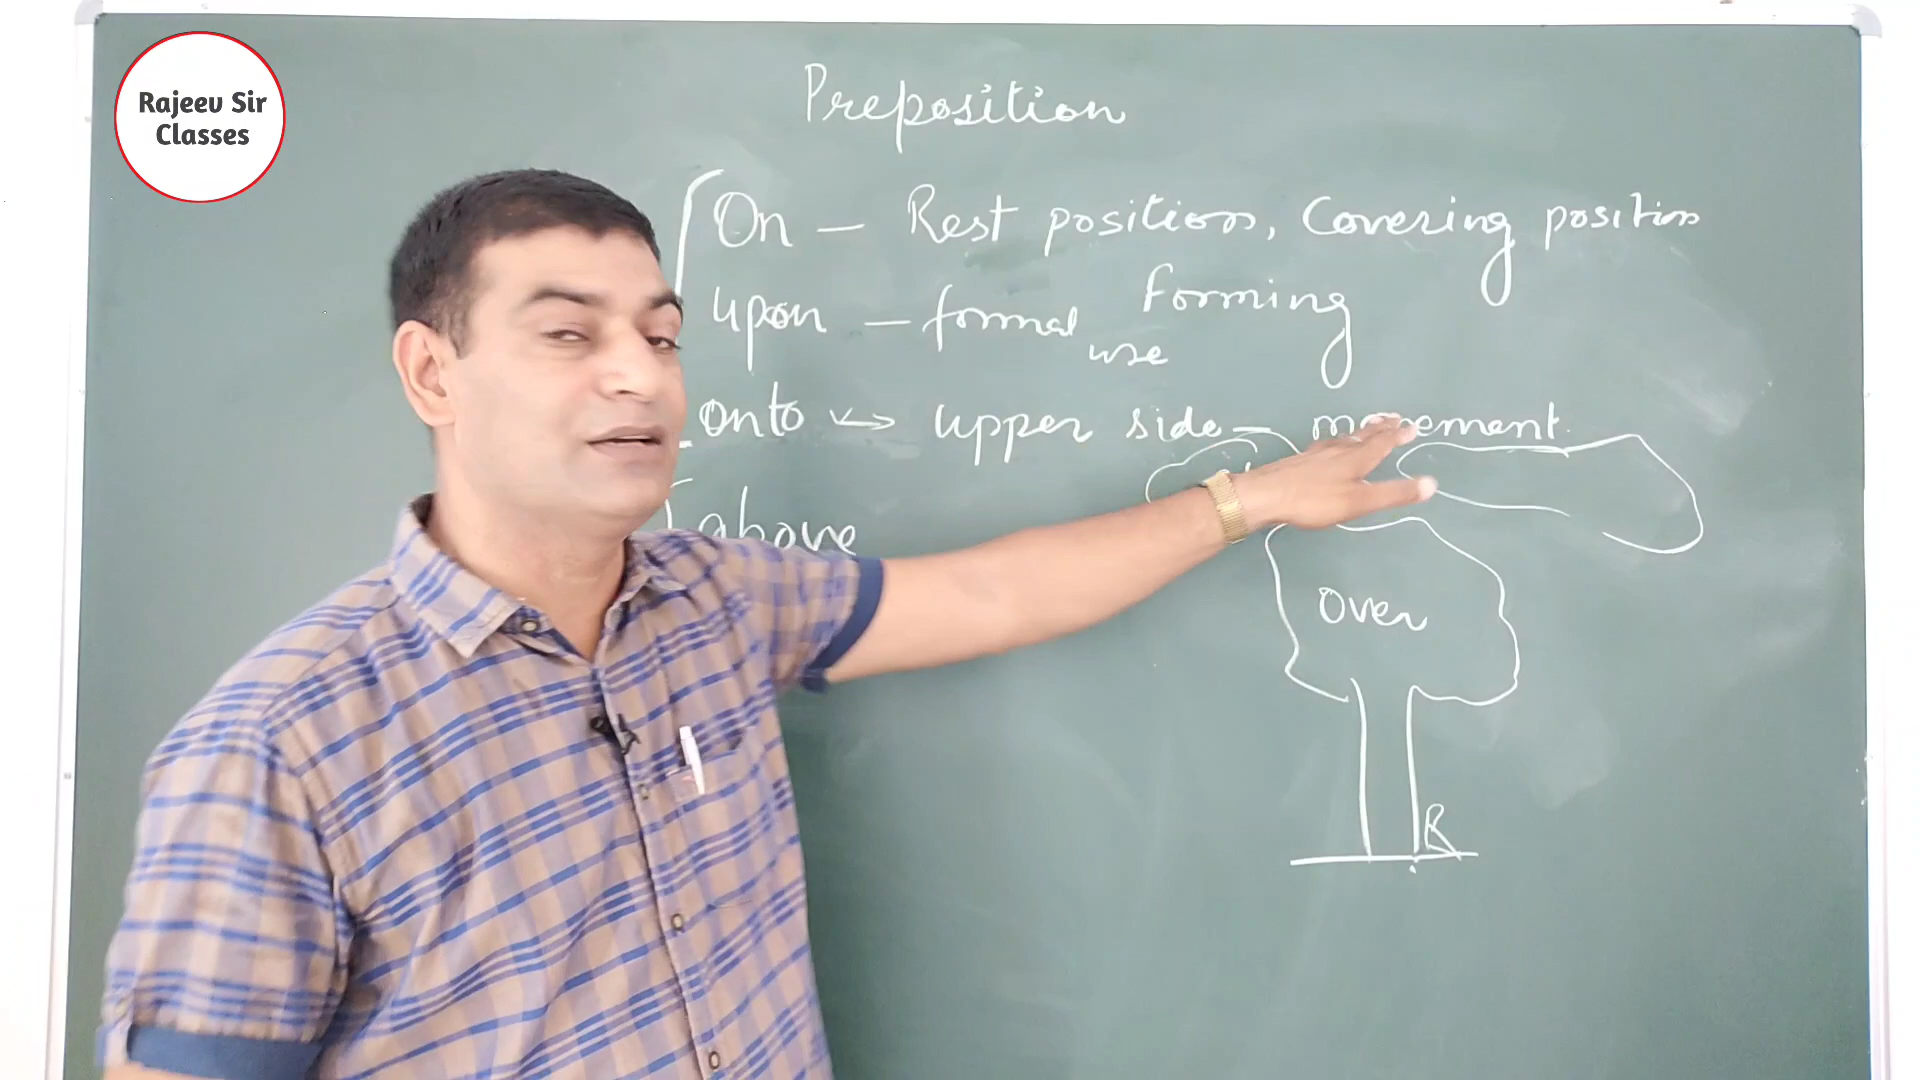 Rajeev Sir
Classes
Preposition
On — Rest position, Covering position
upon — formal use Forming
onto ↔ upper side — movement
above
over
R